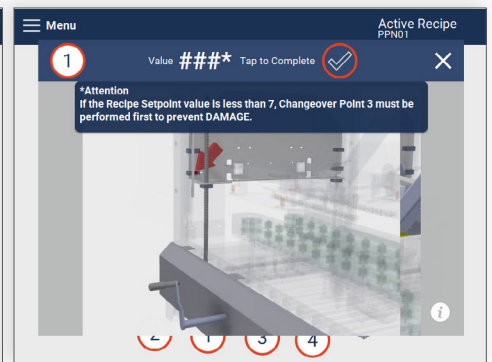 Menu
Active Recipe
PPN01
1
Value ###* Tap to Complete
*Attention
If the Recipe Setpoint value is less than 7, Changeover Point 3 must be
performed first to prevent DAMAGE.
i
2 1 3 4